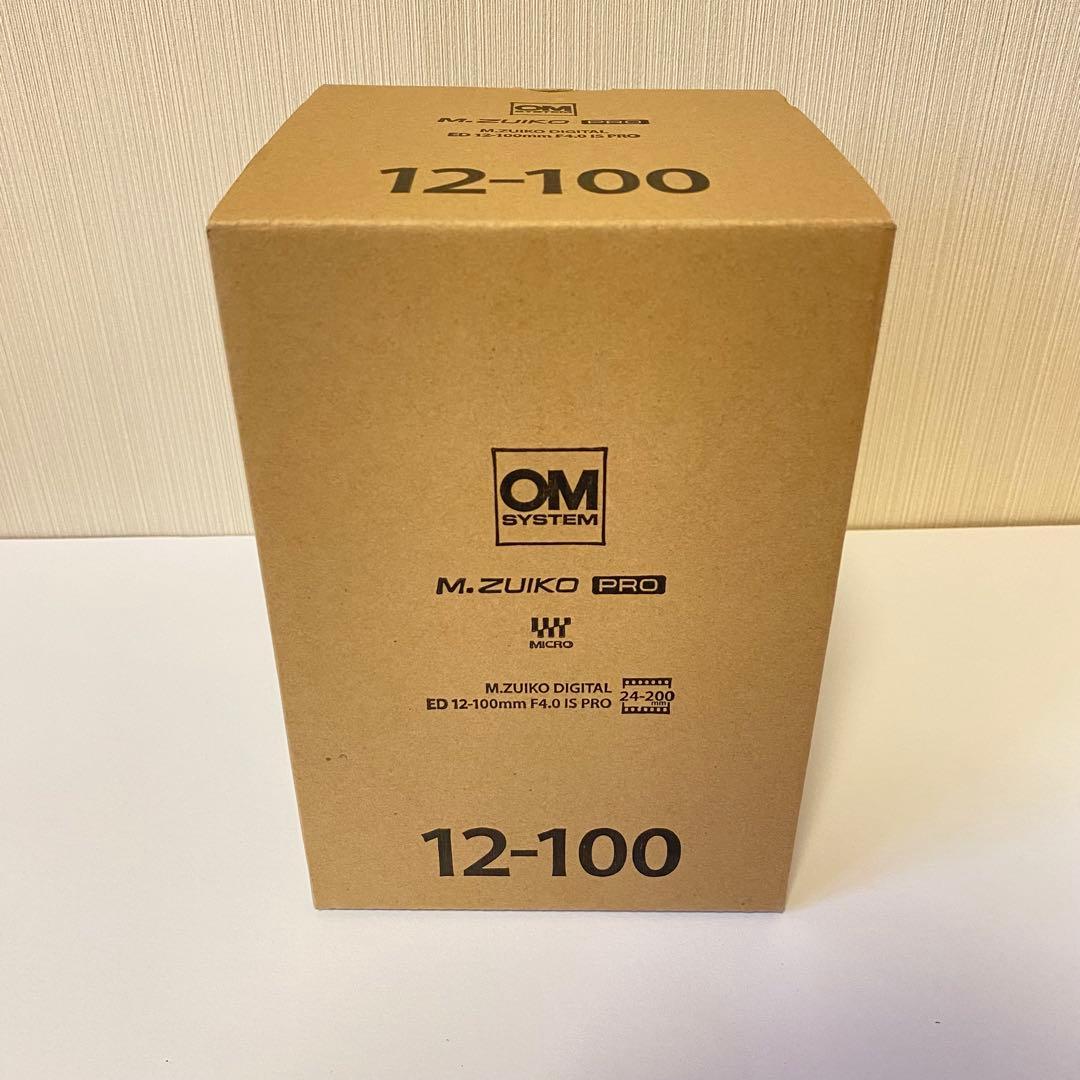 OM
SYSTEM
M.ZUIKO PRO
M.ZUIKO DIGITAL
ED 12-100mm F4.0 IS PRO
12-100
OM
SYSTEM
M.ZUIKO PRO
MICRO
M.ZUIKO DIGITAL
ED 12-100mm F4.0 IS PRO
24-200
mm
12-100